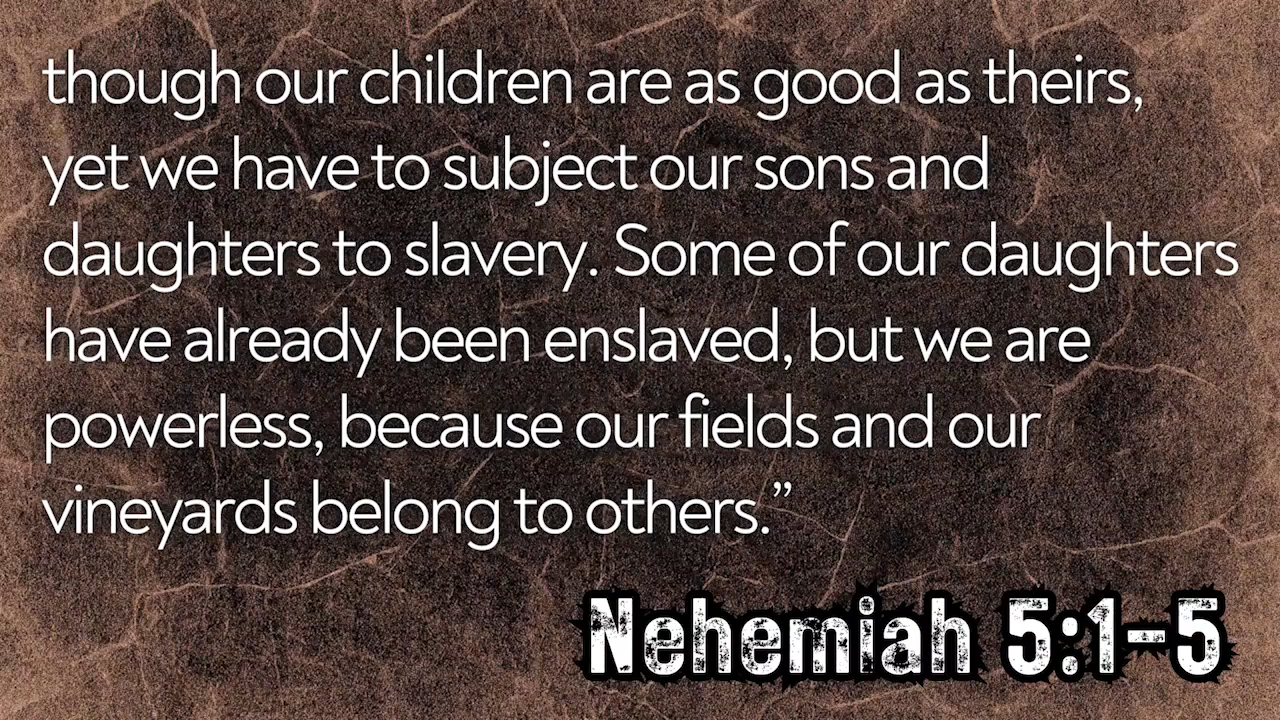 though our children are as good as theirs,
yet we have to subject our sons and
daughters to slavery. Some of our daughters
have already been enslaved, but we are
powerless, because our fields and our
vineyards belong to others.”
Nehemiah 5:1-5